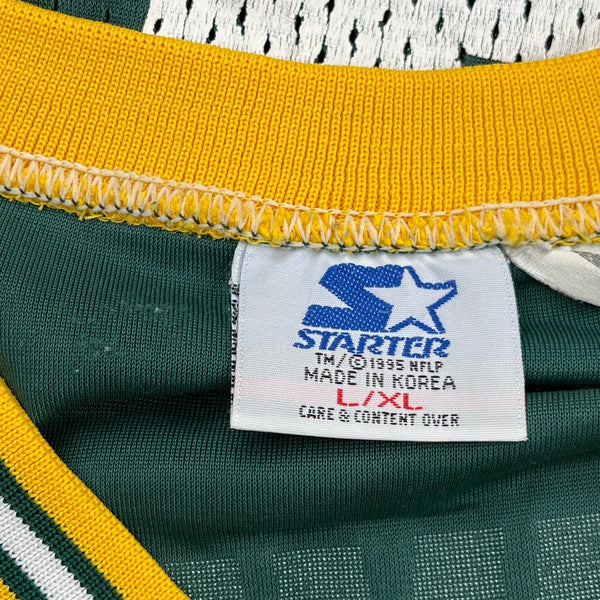 STARTER
TM/©1995 NFLP
MADE IN KOREA
L/XL
CARE & CONTENT OVER